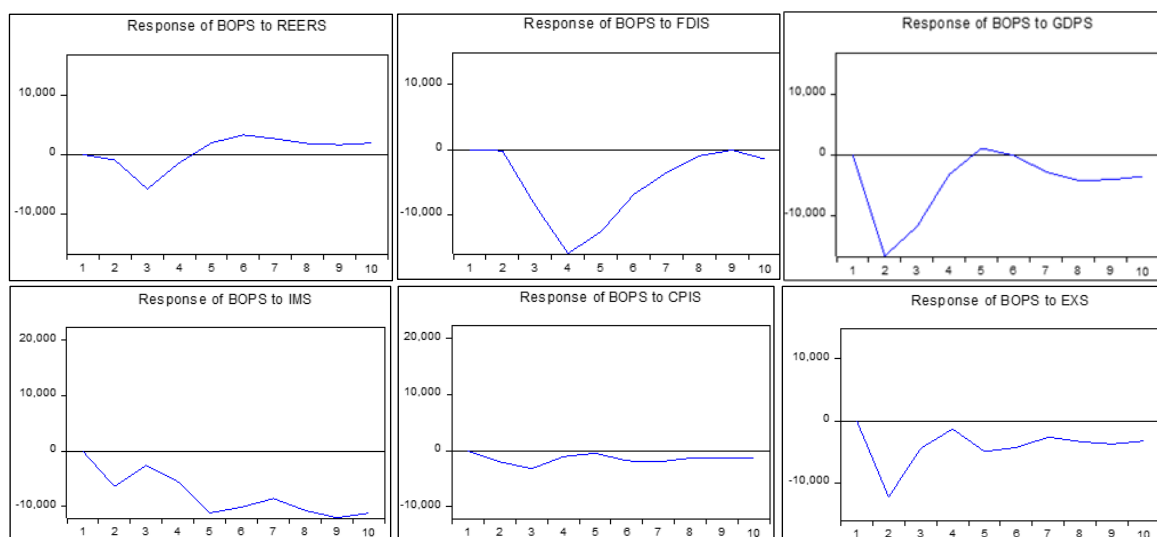 Response of BOPS to REERS
10,000
0
-10,000
1 2 3 4 5 6 7 8 9 10
Response of BOPS to FDIS
10,000
0
-10,000
1 2 3 4 5 6 7 8 9 10
Response of BOPS to GDPS
10,000
0
-10,000
1 2 3 4 5 6 7 8 9 10
Response of BOPS to IMS
20,000
10,000
0
-10,000
1 2 3 4 5 6 7 8 9 10
Response of BOPS to CPIS
20,000
10,000
0
-10,000
1 2 3 4 5 6 7 8 9 10
Response of BOPS to EXS
10,000
0
-10,000
1 2 3 4 5 6 7 8 9 10